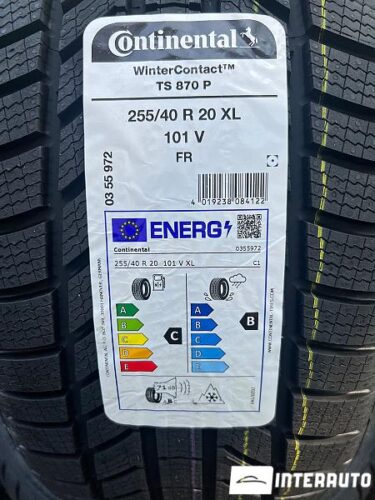 Continental
WinterContact™
TS 870 P
255/40 R 20 XL
101 V
FR
03 55 972
4 019238 084122
ENERG
Continental
0355972
255/40 R 20 101 V XL
C1
A
B
C
D
E
C
A
B
C
D
E
B
71 dB
INTERRAUTO